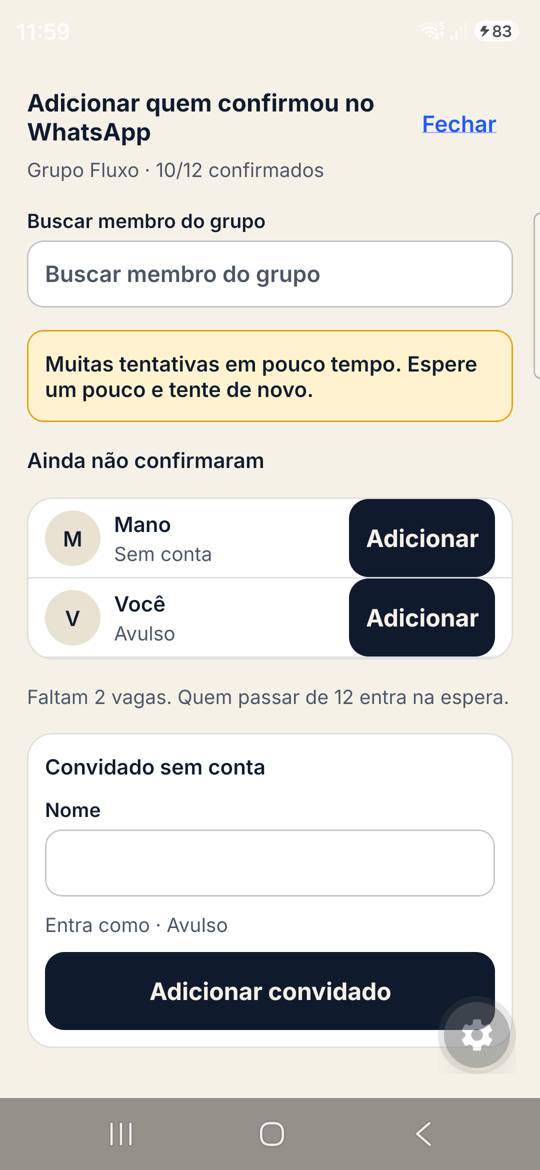 11:59
83
Adicionar quem confirmou no
WhatsApp
Fechar
Grupo Fluxo · 10/12 confirmados
Buscar membro do grupo
Buscar membro do grupo
Muitas tentativas em pouco tempo. Espere
um pouco e tente de novo.
Ainda não confirmaram
M
Mano
Sem conta
Adicionar
V
Você
Avulso
Adicionar
Faltam 2 vagas. Quem passar de 12 entra na espera.
Convidado sem conta
Nome
Entra como · Avulso
Adicionar convidado